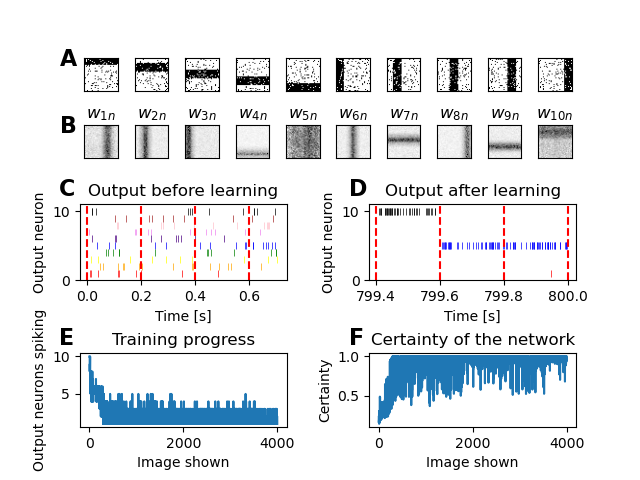 A
w1n w2n w3n w4n w5n w6n w7n w8n w9n w10n
B
C Output before learning
D Output after learning
Output neuron
10
0
0.0 0.2 0.4 0.6
Time [s]
Output neuron
10
0
799.4 799.6 799.8 800.0
Time [s]
E Training progress
F Certainty of the network
Output neurons spiking
10
5
0 2000 4000
Image shown
Certainty
1.0
0.5
0 2000 4000
Image shown